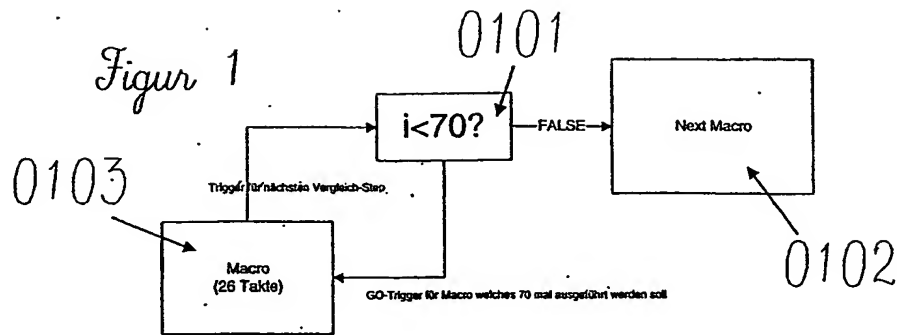 Figur 1
0101
i<70?
FALSE
Next Macro
0103
Trigger für nächsten Vergleich-Step
Macro
(26 Takte)
0102
GO-Trigger für Macro welches 70 mal ausgeführt werden soll